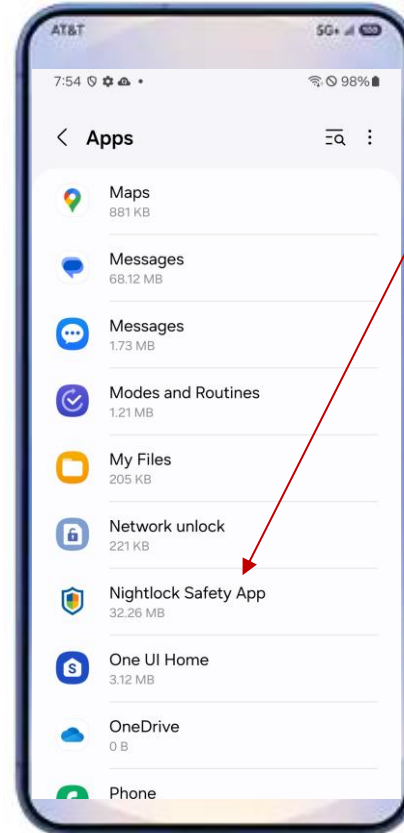 AT&T 5G+ 100
7:54 98%
Apps
Maps
881 KB
Messages
68.12 MB
Messages
1.73 MB
Modes and Routines
1.21 MB
My Files
205 KB
Network unlock
221 KB
Nightlock Safety App
32.26 MB
S One UI Home
3.12 MB
OneDrive
0 B
Phone